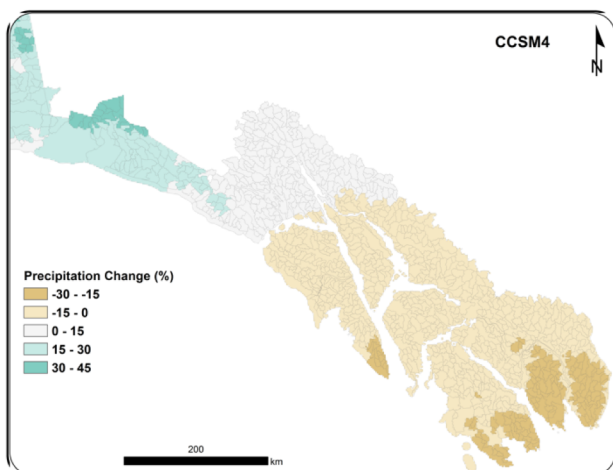 CCSM4
N
Precipitation Change (%)
-30 - -15
-15 - 0
0 - 15
15 - 30
30 - 45
200
km